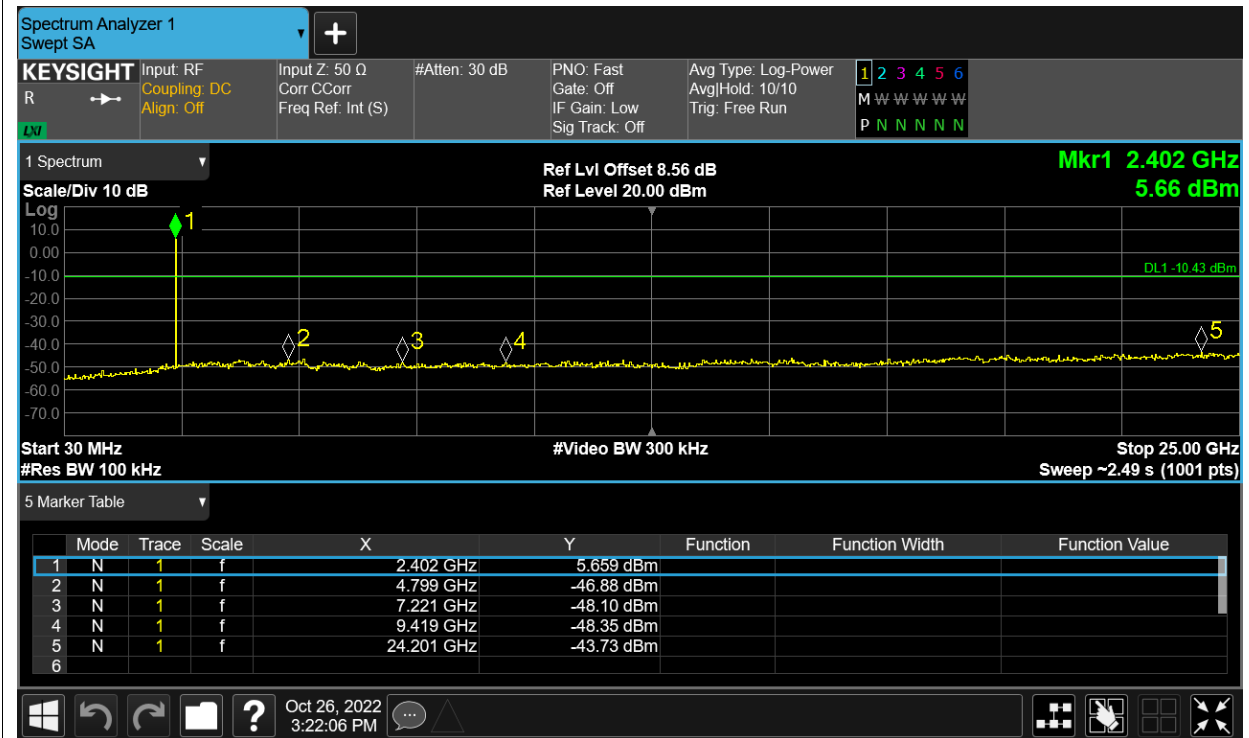 Spectrum Analyzer 1
Swept SA
KEYSIGHT
R
LXI
Input: RF
Coupling: DC
Align: Off
Input Z: 50 Ω
Corr CCorr
Freq Ref: Int (S)
#Atten: 30 dB
PNO: Fast
Gate: Off
IF Gain: Low
Sig Track: Off
Avg Type: Log-Power
Avg|Hold: 10/10
Trig: Free Run
1 2 3 4 5 6
M W W W W W
P N N N N N
1 Spectrum
Scale/Div 10 dB
Ref Lvl Offset 8.56 dB
Ref Level 20.00 dBm
Mkr1 2.402 GHz
5.66 dBm
Log
10.0
0.00
-10.0
-20.0
-30.0
-40.0
-50.0
-60.0
-70.0
1
2
3
4
5
DL1 -10.43 dBm
Start 30 MHz
#Res BW 100 kHz
#Video BW 300 kHz
Stop 25.00 GHz
Sweep ~2.49 s (1001 pts)
5 Marker Table
Mode Trace Scale X Y Function Function Width Function Value
1 N 1 f 2.402 GHz 5.659 dBm
2 N 1 f 4.799 GHz -46.88 dBm
3 N 1 f 7.221 GHz -48.10 dBm
4 N 1 f 9.419 GHz -48.35 dBm
5 N 1 f 24.201 GHz -43.73 dBm
6
?
Oct 26, 2022
3:22:06 PM